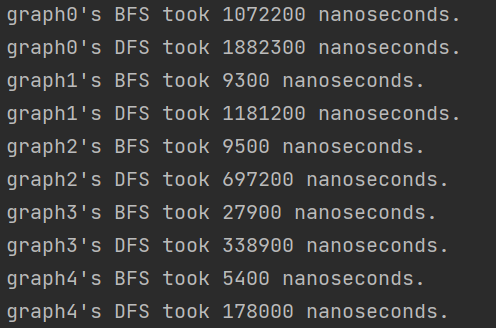 graph0's BFS took 1072200 nanoseconds.
graph0's DFS took 1882300 nanoseconds.
graph1's BFS took 9300 nanoseconds.
graph1's DFS took 1181200 nanoseconds.
graph2's BFS took 9500 nanoseconds.
graph2's DFS took 697200 nanoseconds.
graph3's BFS took 27900 nanoseconds.
graph3's DFS took 338900 nanoseconds.
graph4's BFS took 5400 nanoseconds.
graph4's DFS took 178000 nanoseconds.